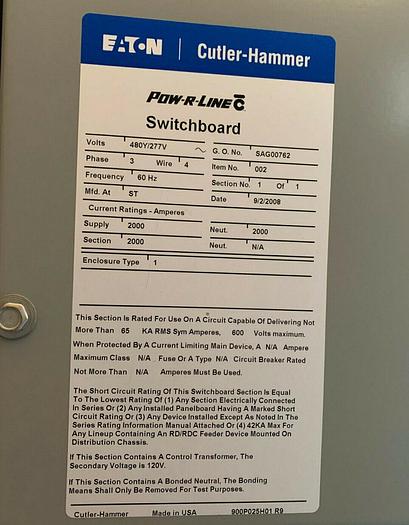 EATON | Cutler-Hammer
POW-R-LINE C
Switchboard
Volts 480Y/277V ~ G. O. No. SAG00762
Phase 3 Wire 4 Item No. 002
Frequency 60 Hz Section No. 1 Of 1
Mfd. At ST Date 9/2/2008
Current Ratings - Amperes
Supply 2000 Neut. 2000
Section 2000 Neut. N/A
Enclosure Type 1
This Section Is Rated For Use On A Circuit Capable Of Delivering Not
More Than 65 KA RMS Sym Amperes, 600 Volts maximum.
When Protected By A Current Limiting Main Device, A N/A Ampere
Maximum Class N/A Fuse Or A Type N/A Circuit Breaker Rated
Not More Than N/A Amperes Must Be Used.
The Short Circuit Rating Of This Switchboard Section Is Equal
To The Lowest Rating Of (1) Any Section Electrically Connected
In Series Or (2) Any Installed Panelboard Having A Marked Short
Circuit Rating Or (3) Any Device Installed Except As Noted In The
Series Rating Information Manual Attached Or (4) 42KA Max For
Any Lineup Containing An RD/RDC Feeder Device Mounted On
Distribution Chassis.
If This Section Contains A Control Transformer, The
Secondary Voltage is 120V.
If This Section Contains A Bonded Neutral, The Bonding
Means Shall Only Be Removed For Test Purposes.
Cutler-Hammer Made in USA 900P025H01 R9